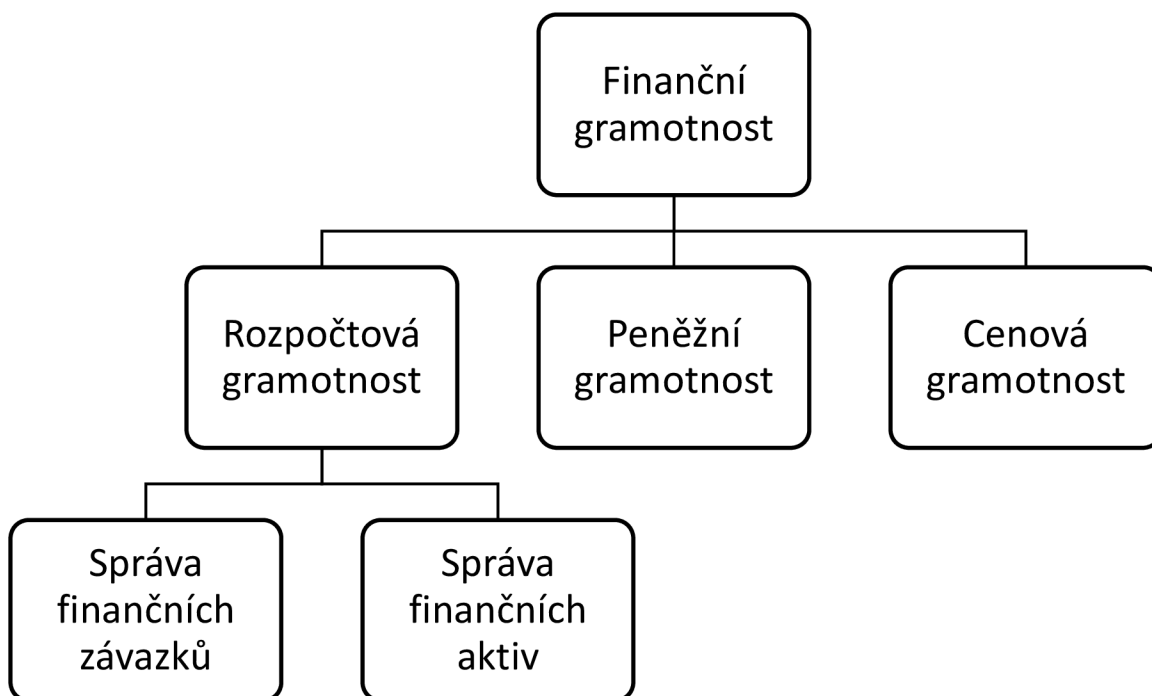 Finanční
gramotnost
Rozpočtová
gramotnost
Peněžní
gramotnost
Cenová
gramotnost
Správa
finančních
závazků
Správa
finančních
aktiv